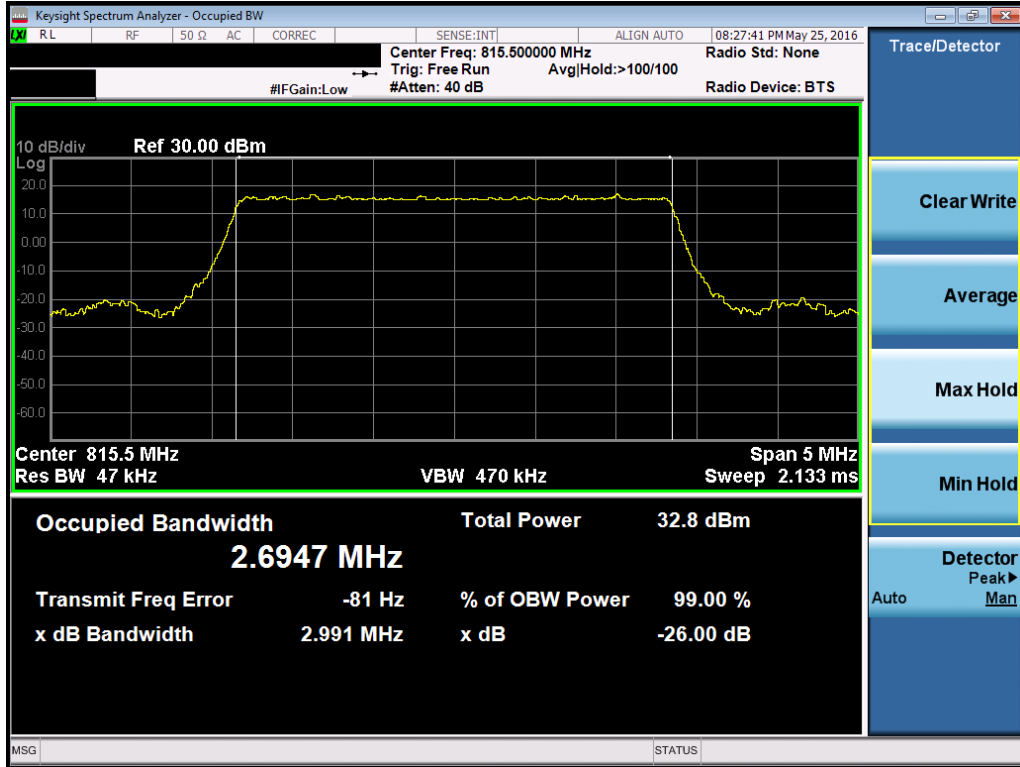 Keysight Spectrum Analyzer - Occupied BW
LXI RL RF 50 Ω AC CORREC SENSE:INT ALIGN AUTO 08:27:41 PM May 25, 2016
Center Freq: 815.500000 MHz Radio Std: None
Trig: Free Run Avg|Hold:>100/100
#IFGain:Low #Atten: 40 dB Radio Device: BTS
10 dB/div Ref 30.00 dBm
Log
20.0
10.0
0.00
-10.0
-20.0
-30.0
-40.0
-50.0
-60.0
Center 815.5 MHz Span 5 MHz
Res BW 47 kHz VBW 470 kHz Sweep 2.133 ms
Occupied Bandwidth Total Power 32.8 dBm
2.6947 MHz
Transmit Freq Error -81 Hz % of OBW Power 99.00 %
x dB Bandwidth 2.991 MHz x dB -26.00 dB
MSG STATUS
Trace/Detector
Clear Write
Average
Max Hold
Min Hold
Detector
Peak▶
Auto Man